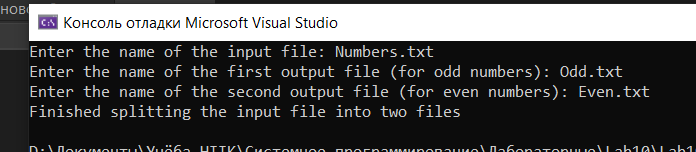 ново
Консоль отладки Microsoft Visual Studio
Enter the name of the input file: Numbers.txt
Enter the name of the first output file (for odd numbers): Odd.txt
Enter the name of the second output file (for even numbers): Even.txt
Finished splitting the input file into two files
D:\Документы\Учёба НТТК\Системное программирование\Лабораторные\Lab10\Lab1